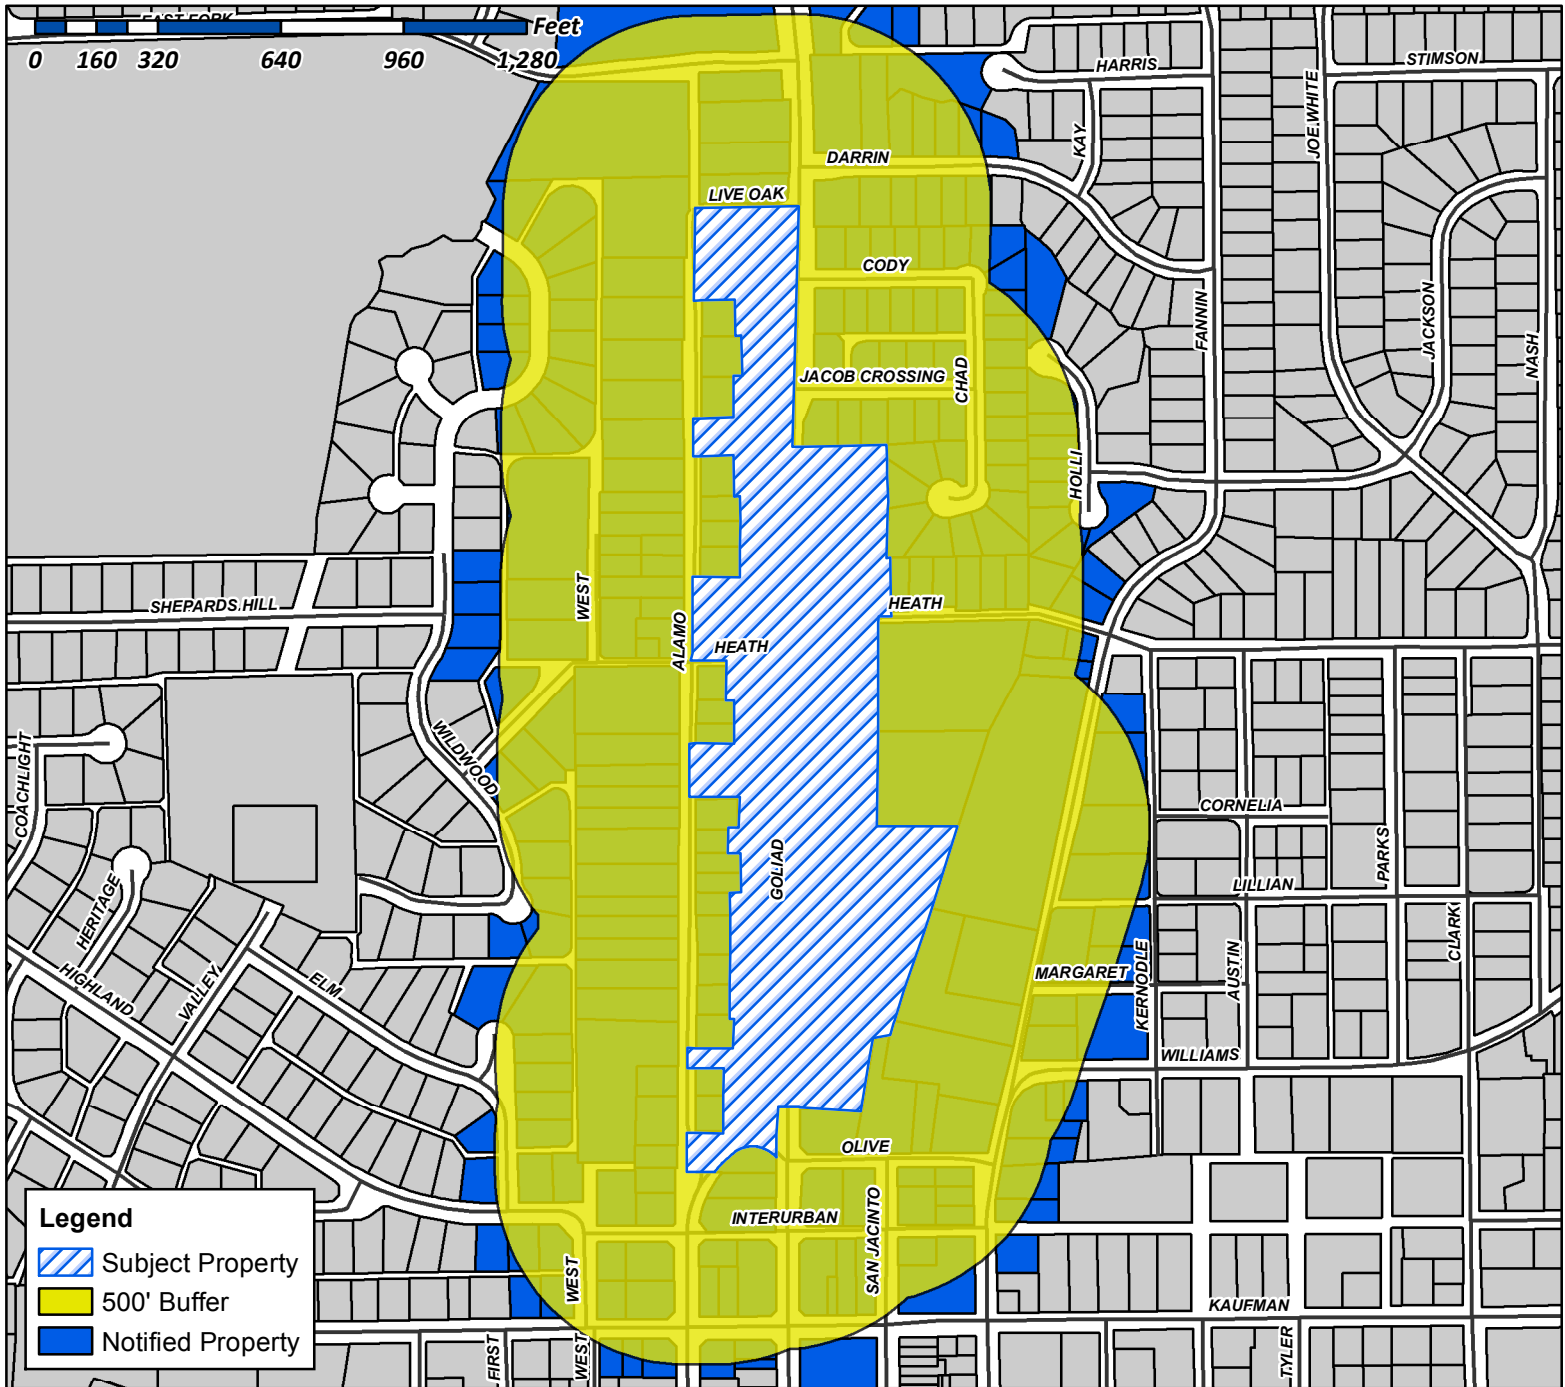 EAST FORK
Feet
0 160 320 640 960 1,280
HARRIS
STIMSON
JOE WHITE
KAY
DARRIN
LIVE OAK
CODY
FANNIN
JACKSON
NASH
JACOB CROSSING
CHAD
HOLLI
SHEPARDS HILL
WEST
ALAMO
HEATH
HEATH
WILDWOOD
COACHLIGHT
CORNELIA
PARKS
GOLIAD
LILLIAN
HERITAGE
CLARK
HIGHLAND
VALLEY
ELM
MARGARET
KERNODLE
AUSTIN
WILLIAMS
OLIVE
SAN JACINTO
INTERURBAN
WEST
KAUFMAN
FIRST
WEST
TYLER
Legend
Subject Property
500' Buffer
Notified Property